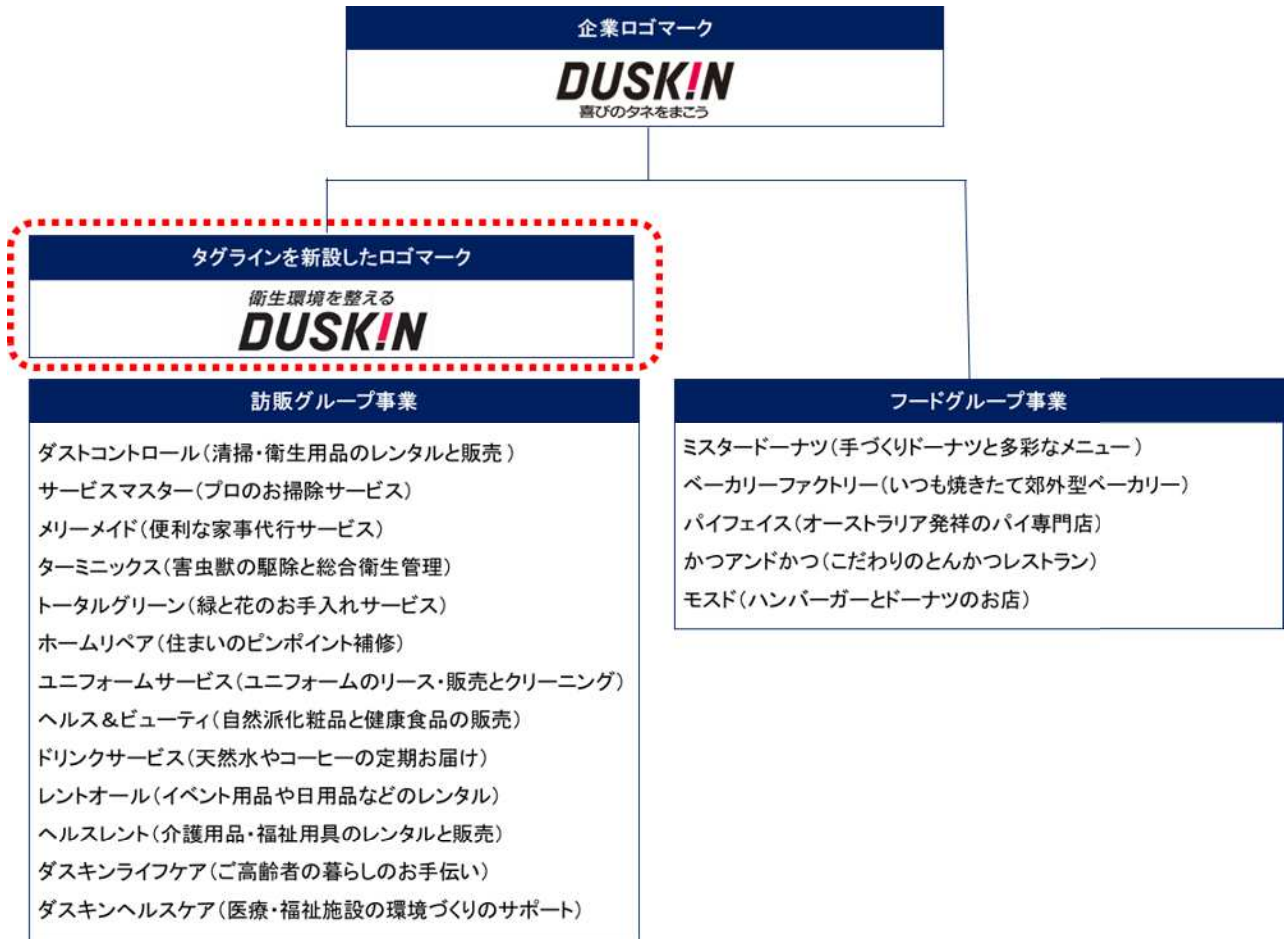 企業ロゴマーク
DUSK!N
喜びのタネをまこう
タグラインを新設したロゴマーク
衛生環境を整える
DUSK!N
訪販グループ事業
ダストコントロール(清掃・衛生用品のレンタルと販売)
サービスマスター(プロのお掃除サービス)
メリーメイド(便利な家事代行サービス)
ターミニックス(害虫獣の駆除と総合衛生管理)
トータルグリーン(緑と花のお手入れサービス)
ホームリペア(住まいのピンポイント補修)
ユニフォームサービス(ユニフォームのリース・販売とクリーニング)
ヘルス&ビューティ(自然派化粧品と健康食品の販売)
ドリンクサービス(天然水やコーヒーの定期お届け)
レントオール(イベント用品や日用品などのレンタル)
ヘルスレント(介護用品・福祉用具のレンタルと販売)
ダスキンライフケア(ご高齢者の暮らしのお手伝い)
ダスキンヘルスケア(医療・福祉施設の環境づくりのサポート)
フードグループ事業
ミスタードーナツ(手づくりドーナツと多彩なメニュー)
ベーカリーファクトリー(いつも焼きたて郊外型ベーカリー)
パイフェイス(オーストラリア発祥のパイ専門店)
かつアンドかつ(こだわりのとんかつレストラン)
モスド(ハンバーガーとドーナツのお店)